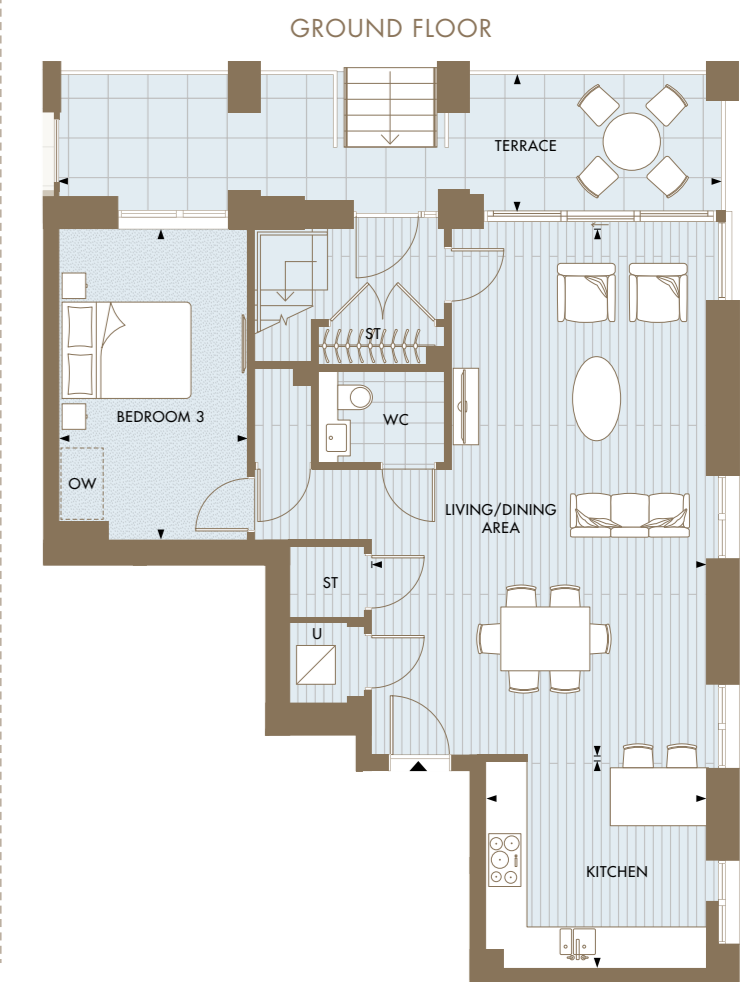 GROUND FLOOR
TERRACE
ST
BEDROOM 3
WC
OW
LIVING/DINING
AREA
ST
U
KITCHEN